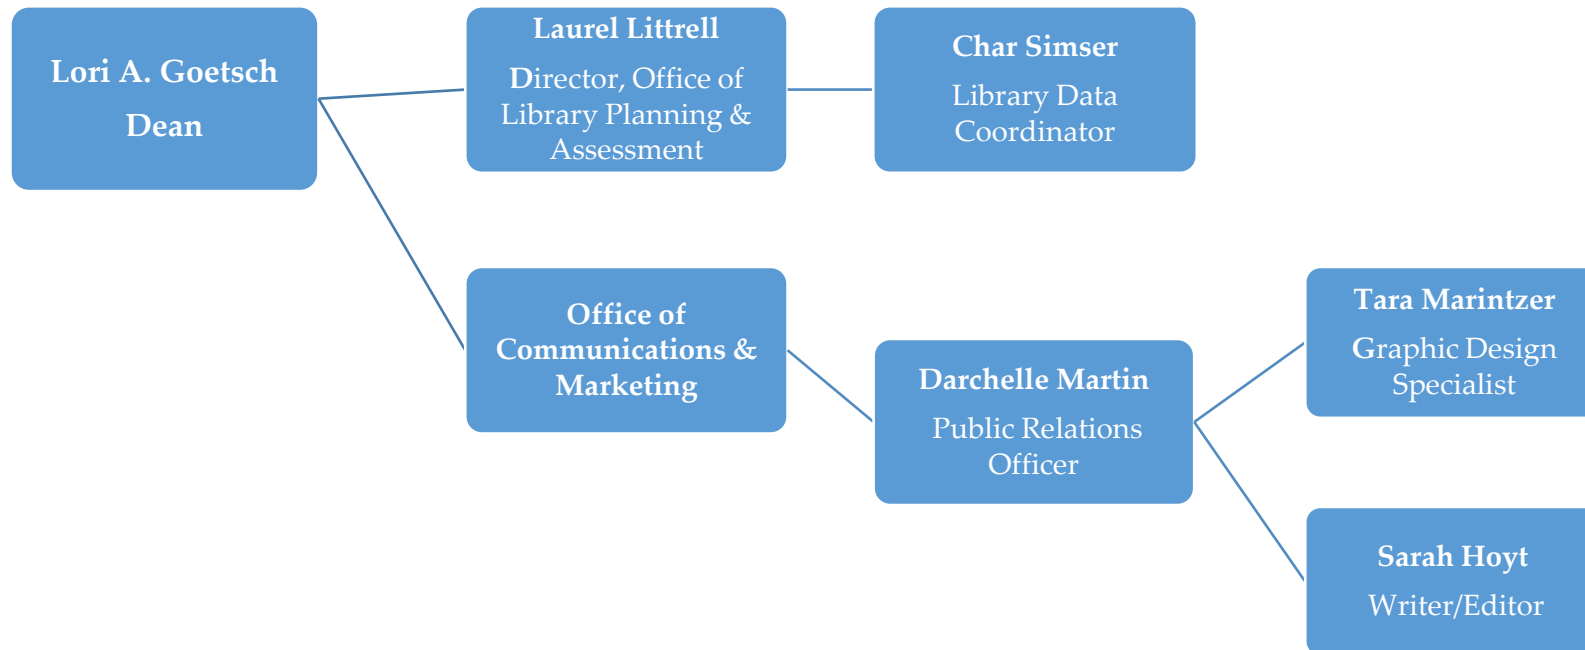 Lori A. Goetsch
Dean
Laurel Littrell
Director, Office of
Library Planning &
Assessment
Char Simser
Library Data
Coordinator
Office of
Communications &
Marketing
Darchelle Martin
Public Relations
Officer
Tara Marintzer
Graphic Design
Specialist
Sarah Hoyt
Writer/Editor